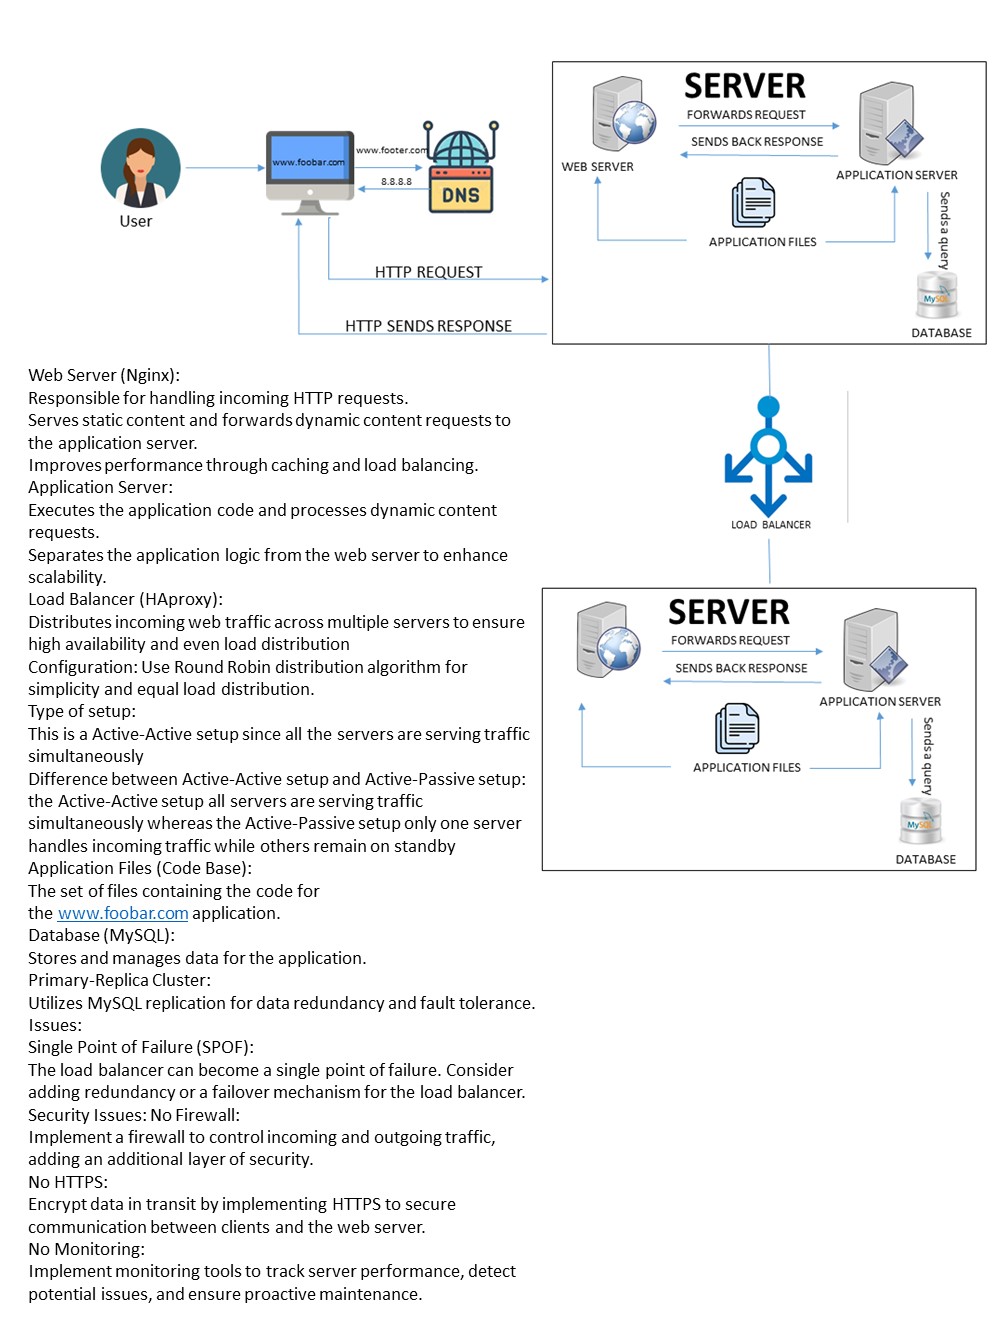 SERVER
FORWARDS REQUEST
SENDS BACK RESPONSE
WEB SERVER
APPLICATION SERVER
APPLICATION FILES
Sends a query
MySQL
DATABASE
www.foobar.com
www.footer.com
8.8.8.8
DNS
User
HTTP REQUEST
HTTP SENDS RESPONSE
LOAD BALANCER
SERVER
FORWARDS REQUEST
SENDS BACK RESPONSE
APPLICATION SERVER
APPLICATION FILES
Sends a query
MySQL
DATABASE
Web Server (Nginx):
Responsible for handling incoming HTTP requests.
Serves static content and forwards dynamic content requests to
the application server.
Improves performance through caching and load balancing.
Application Server:
Executes the application code and processes dynamic content
requests.
Separates the application logic from the web server to enhance
scalability.
Load Balancer (HAproxy):
Distributes incoming web traffic across multiple servers to ensure
high availability and even load distribution
Configuration: Use Round Robin distribution algorithm for
simplicity and equal load distribution.
Type of setup:
This is a Active-Active setup since all the servers are serving traffic
simultaneously
Difference between Active-Active setup and Active-Passive setup:
the Active-Active setup all servers are serving traffic
simultaneously whereas the Active-Passive setup only one server
handles incoming traffic while others remain on standby
Application Files (Code Base):
The set of files containing the code for
the www.foobar.com application.
Database (MySQL):
Stores and manages data for the application.
Primary-Replica Cluster:
Utilizes MySQL replication for data redundancy and fault tolerance.
Issues:
Single Point of Failure (SPOF):
The load balancer can become a single point of failure. Consider
adding redundancy or a failover mechanism for the load balancer.
Security Issues: No Firewall:
Implement a firewall to control incoming and outgoing traffic,
adding an additional layer of security.
No HTTPS:
Encrypt data in transit by implementing HTTPS to secure
communication between clients and the web server.
No Monitoring:
Implement monitoring tools to track server performance, detect
potential issues, and ensure proactive maintenance.